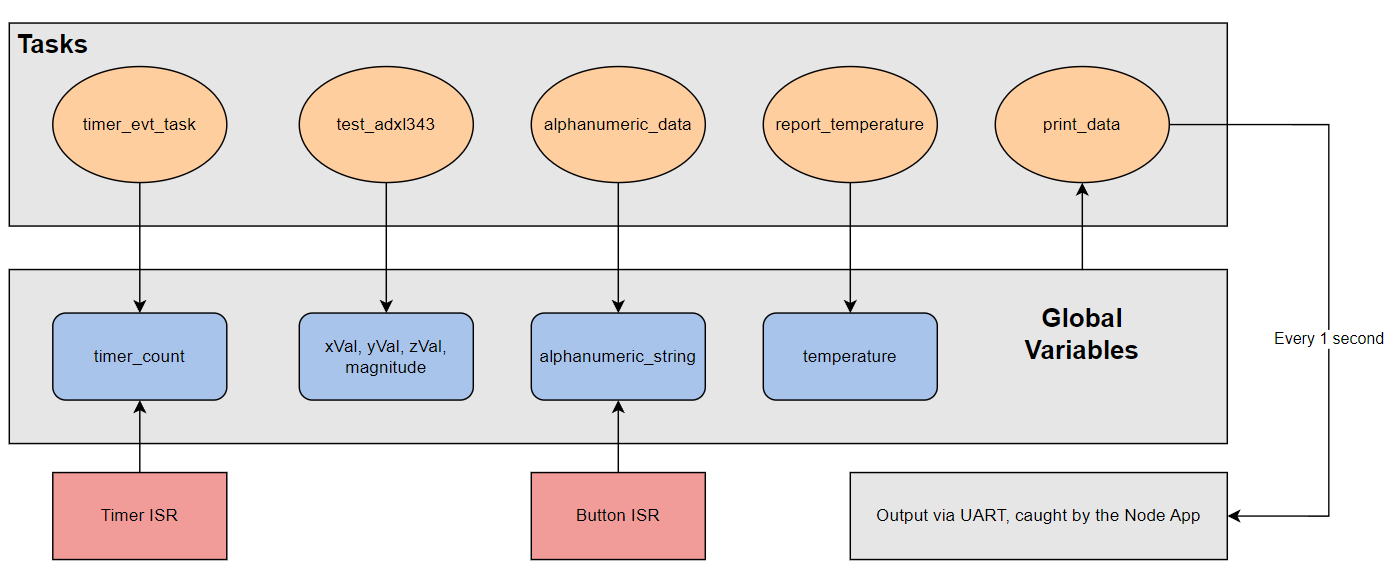 Tasks
timer_evt_task
test_adxl343
alphanumeric_data
report_temperature
print_data
Global
Variables
timer_count
xVal, yVal, zVal,
magnitude
alphanumeric_string
temperature
Every 1 second
Timer ISR
Button ISR
Output via UART, caught by the Node App